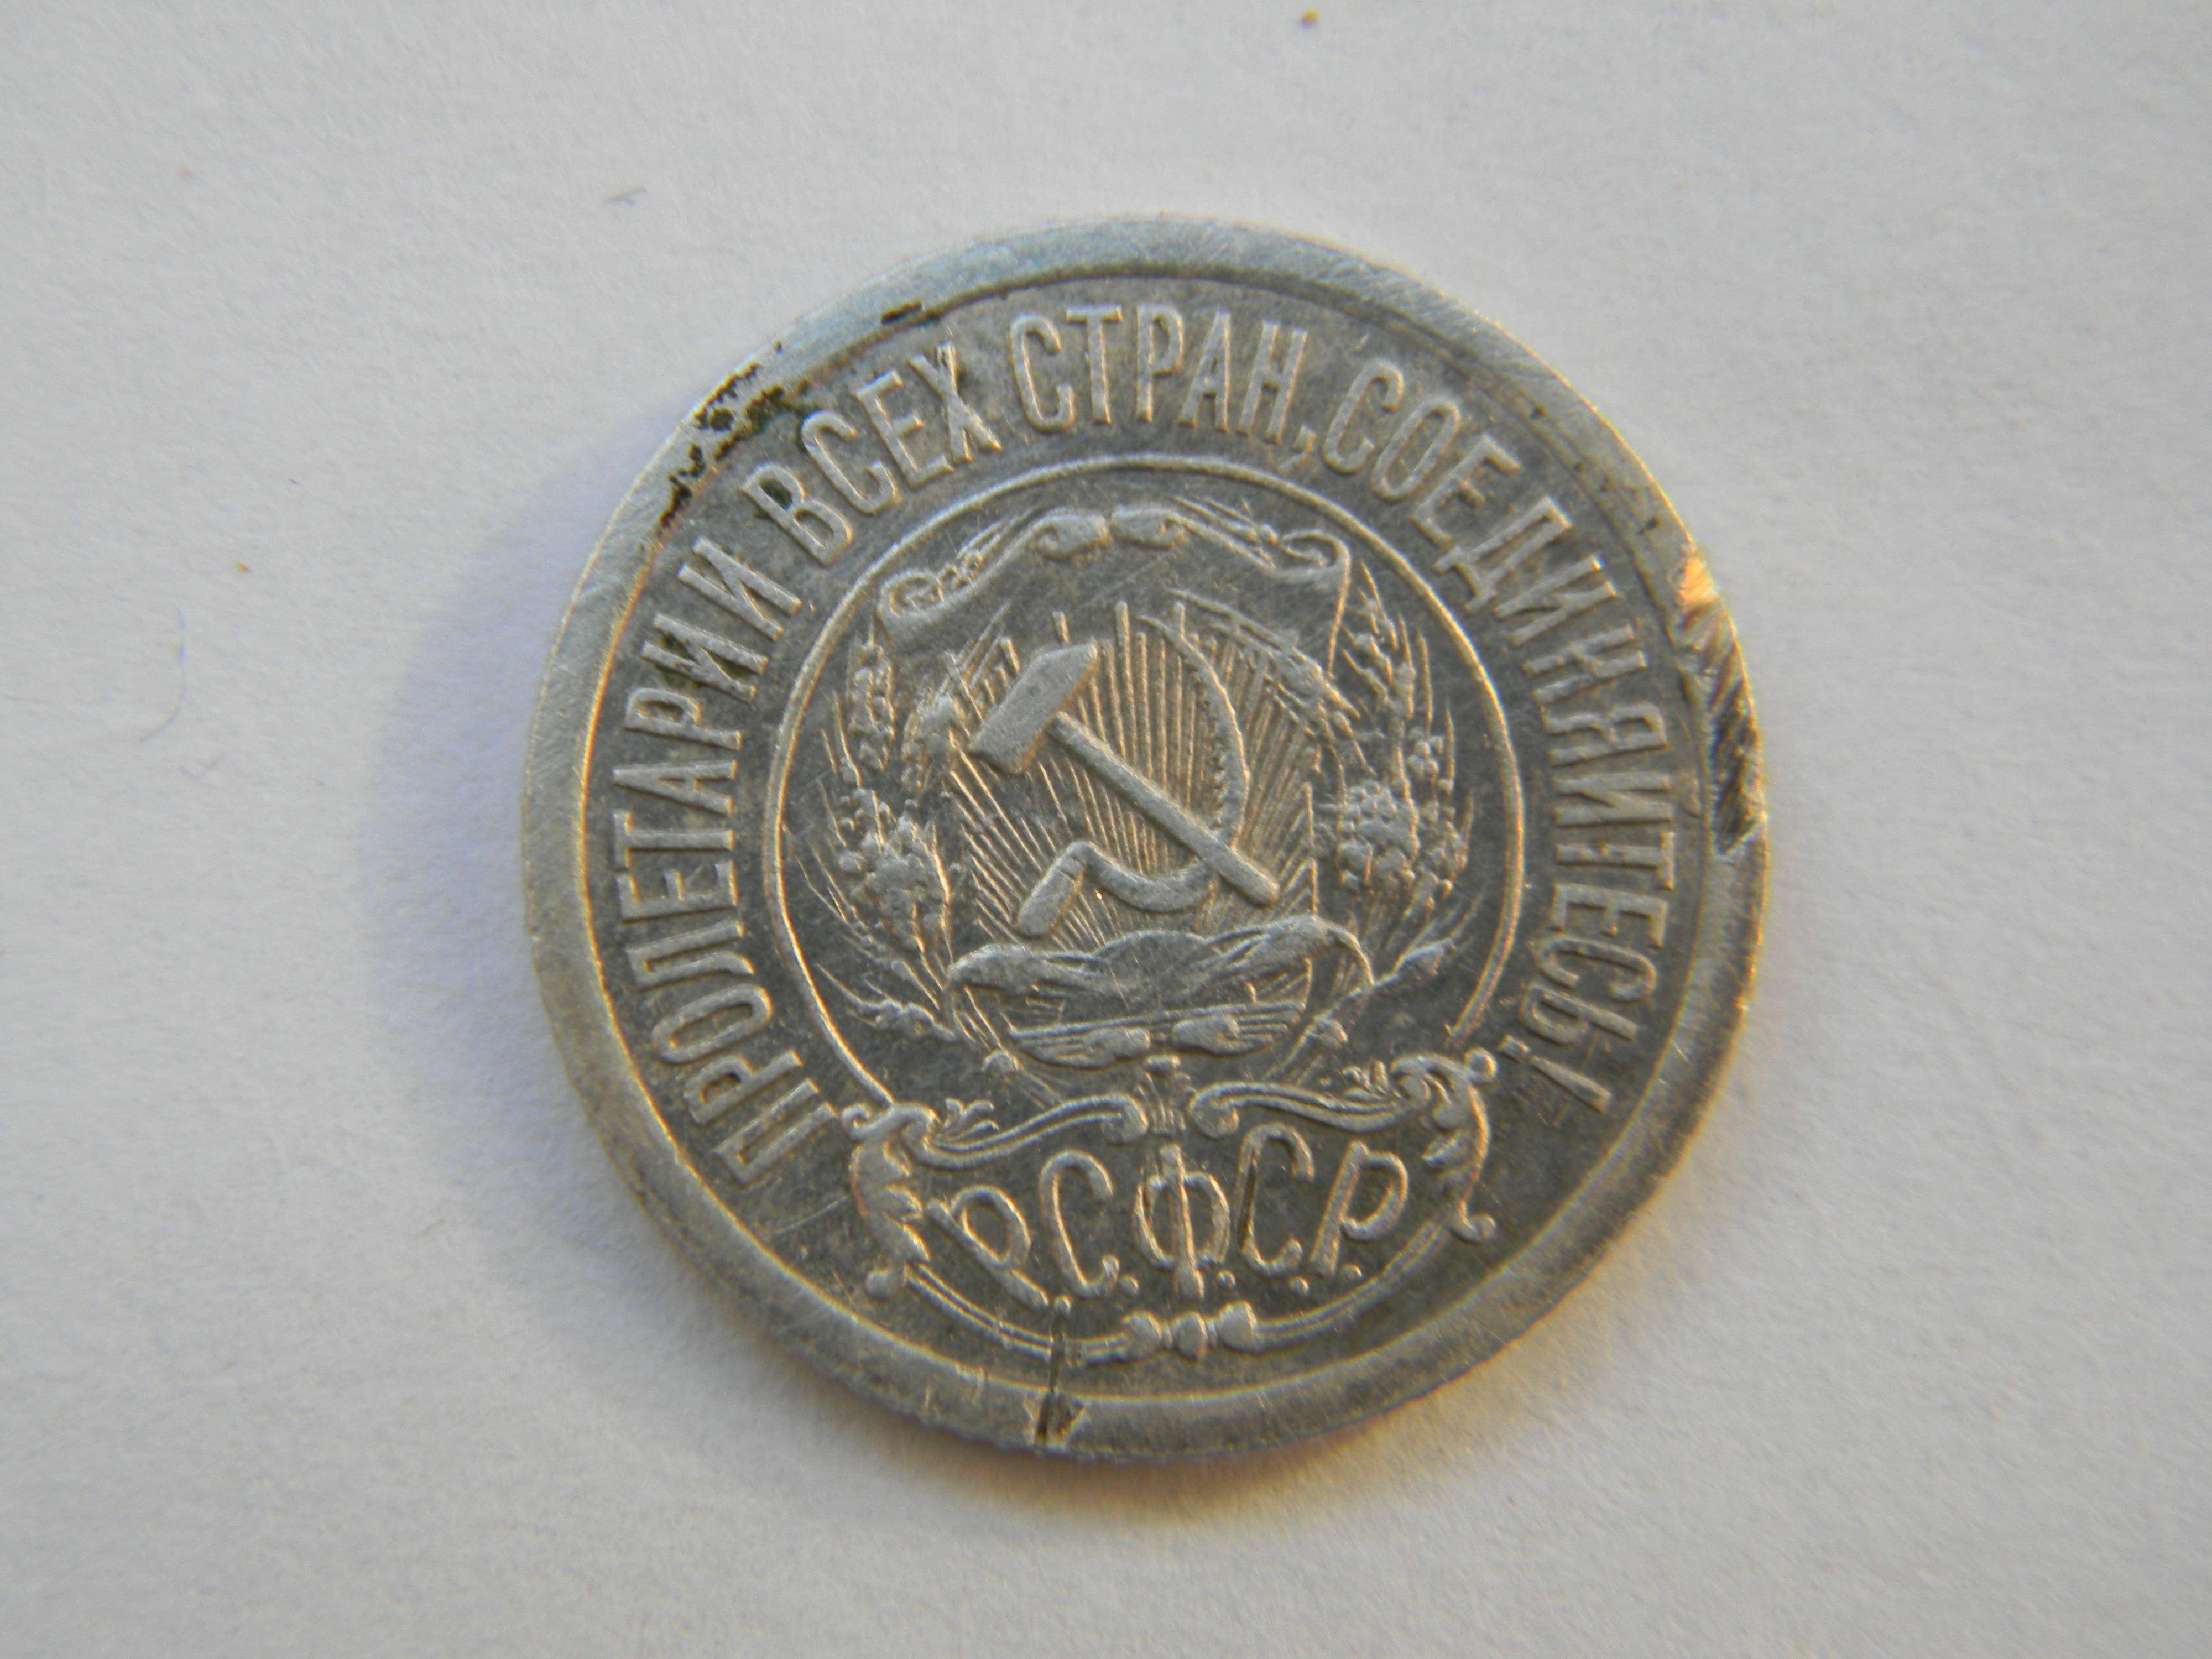 ПРОЛЕТАРИИ ВСЕХ СТРАН, СОЕДИНЯЙТЕСЬ!
Р.С.Ф.С.Р.